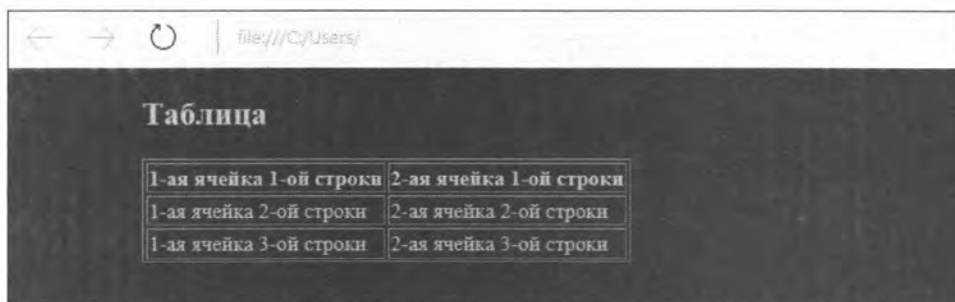 file:///C:/Users/
Таблица
1-ая ячейка 1-ой строки 2-ая ячейка 1-ой строки
1-ая ячейка 2-ой строки 2-ая ячейка 2-ой строки
1-ая ячейка 3-ой строки 2-ая ячейка 3-ой строки